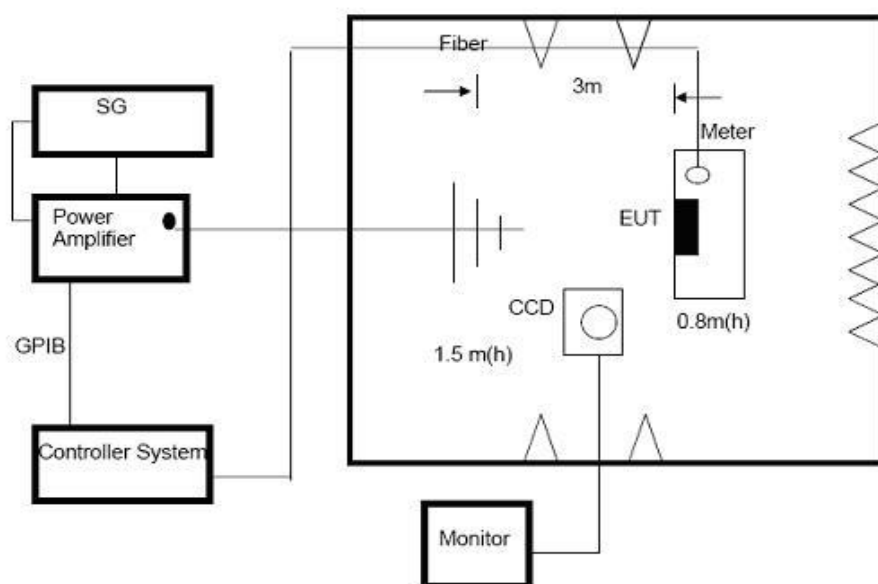 Fiber
SG
3m
Meter
Power
Amplifier
EUT
CCD
0.8m(h)
1.5 m(h)
GPIB
Controller System
Monitor